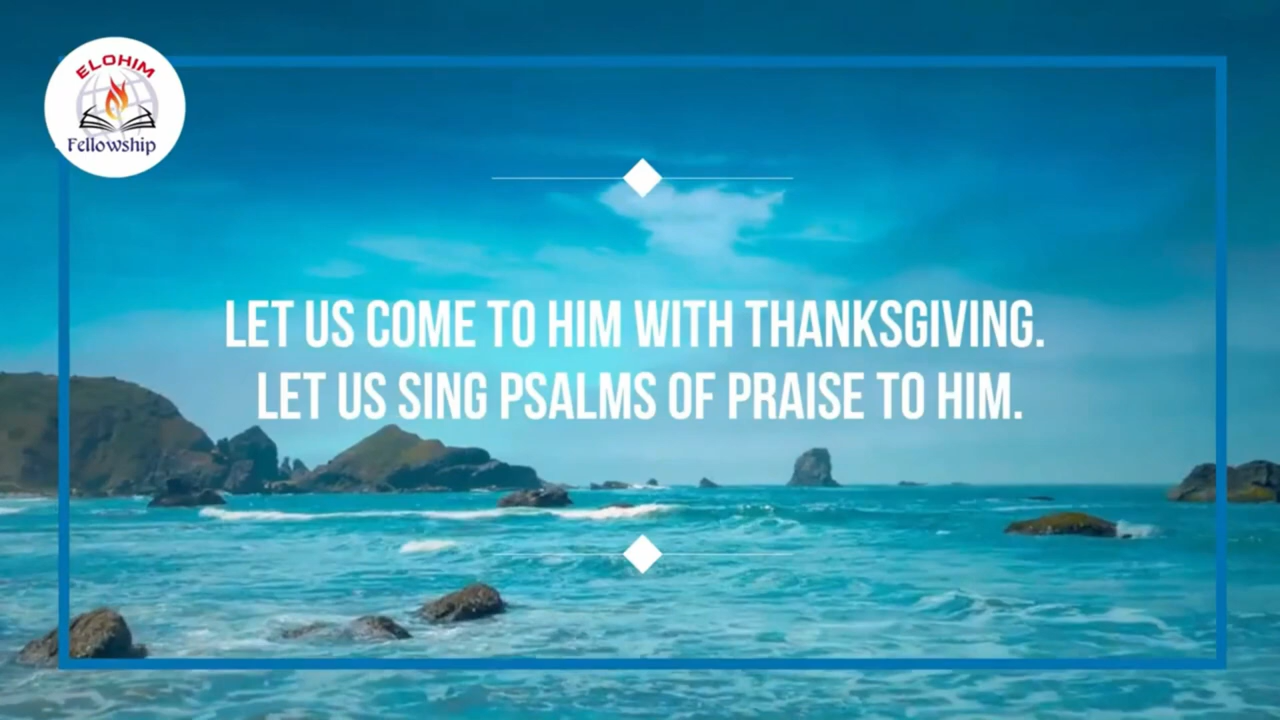 ELOHIM
Fellowship
LET US COME TO HIM WITH THANKSGIVING.
LET US SING PSALMS OF PRAISE TO HIM.